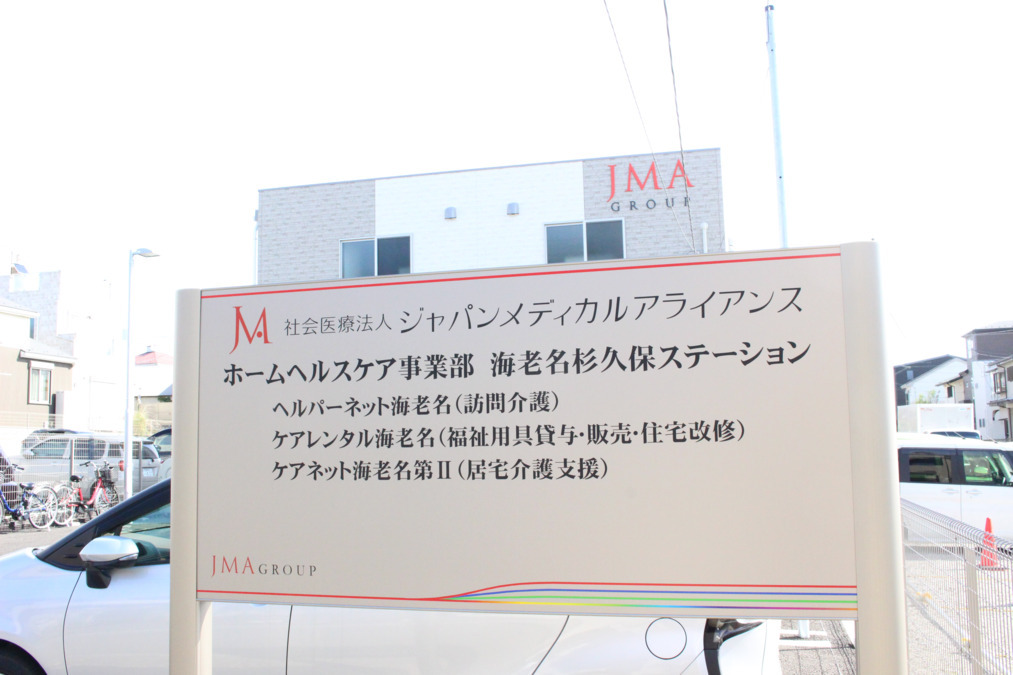 JMA
GROUP
JMA 社会医療法人 ジャパンメディカルアライアンス
ホームヘルスケア事業部 海老名杉久保ステーション
ヘルパーネット海老名(訪問介護)
ケアレンタル海老名(福祉用具貸与・販売・住宅改修)
ケアネット海老名第Ⅱ(居宅介護支援)
JMA GROUP